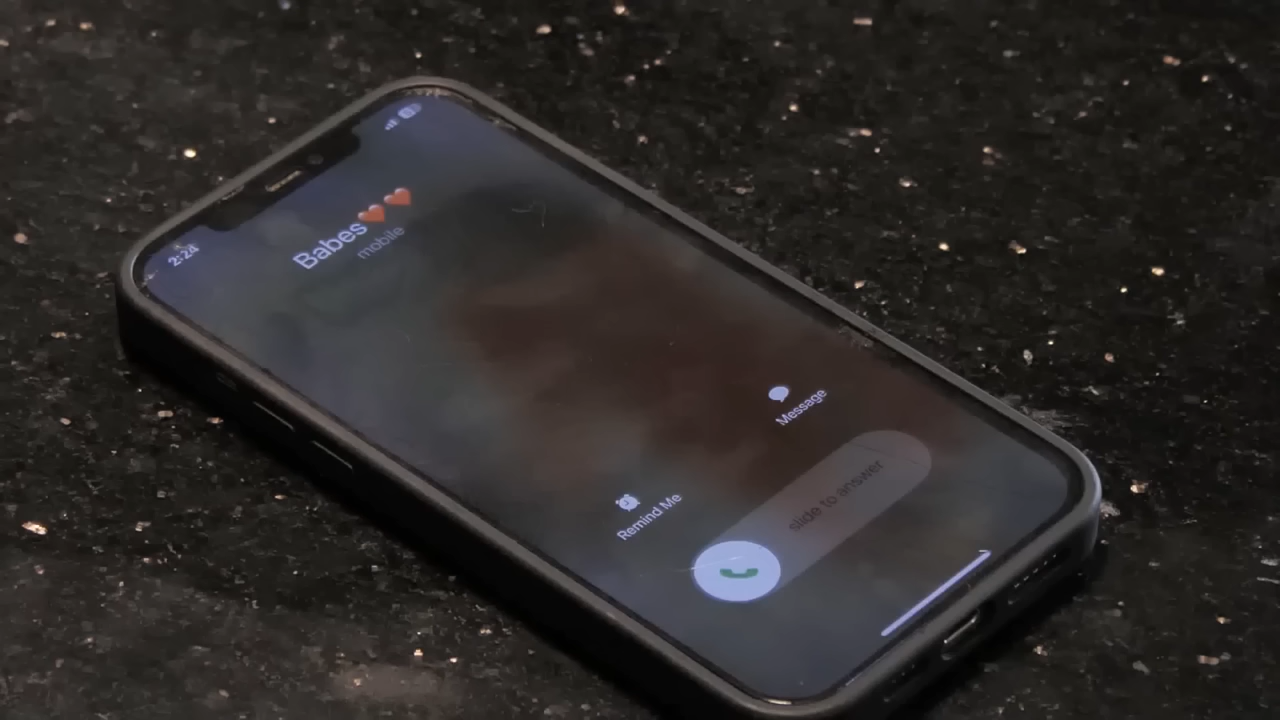 2:24
Babes❤️❤️
mobile
Message
Remind Me
slide to answer